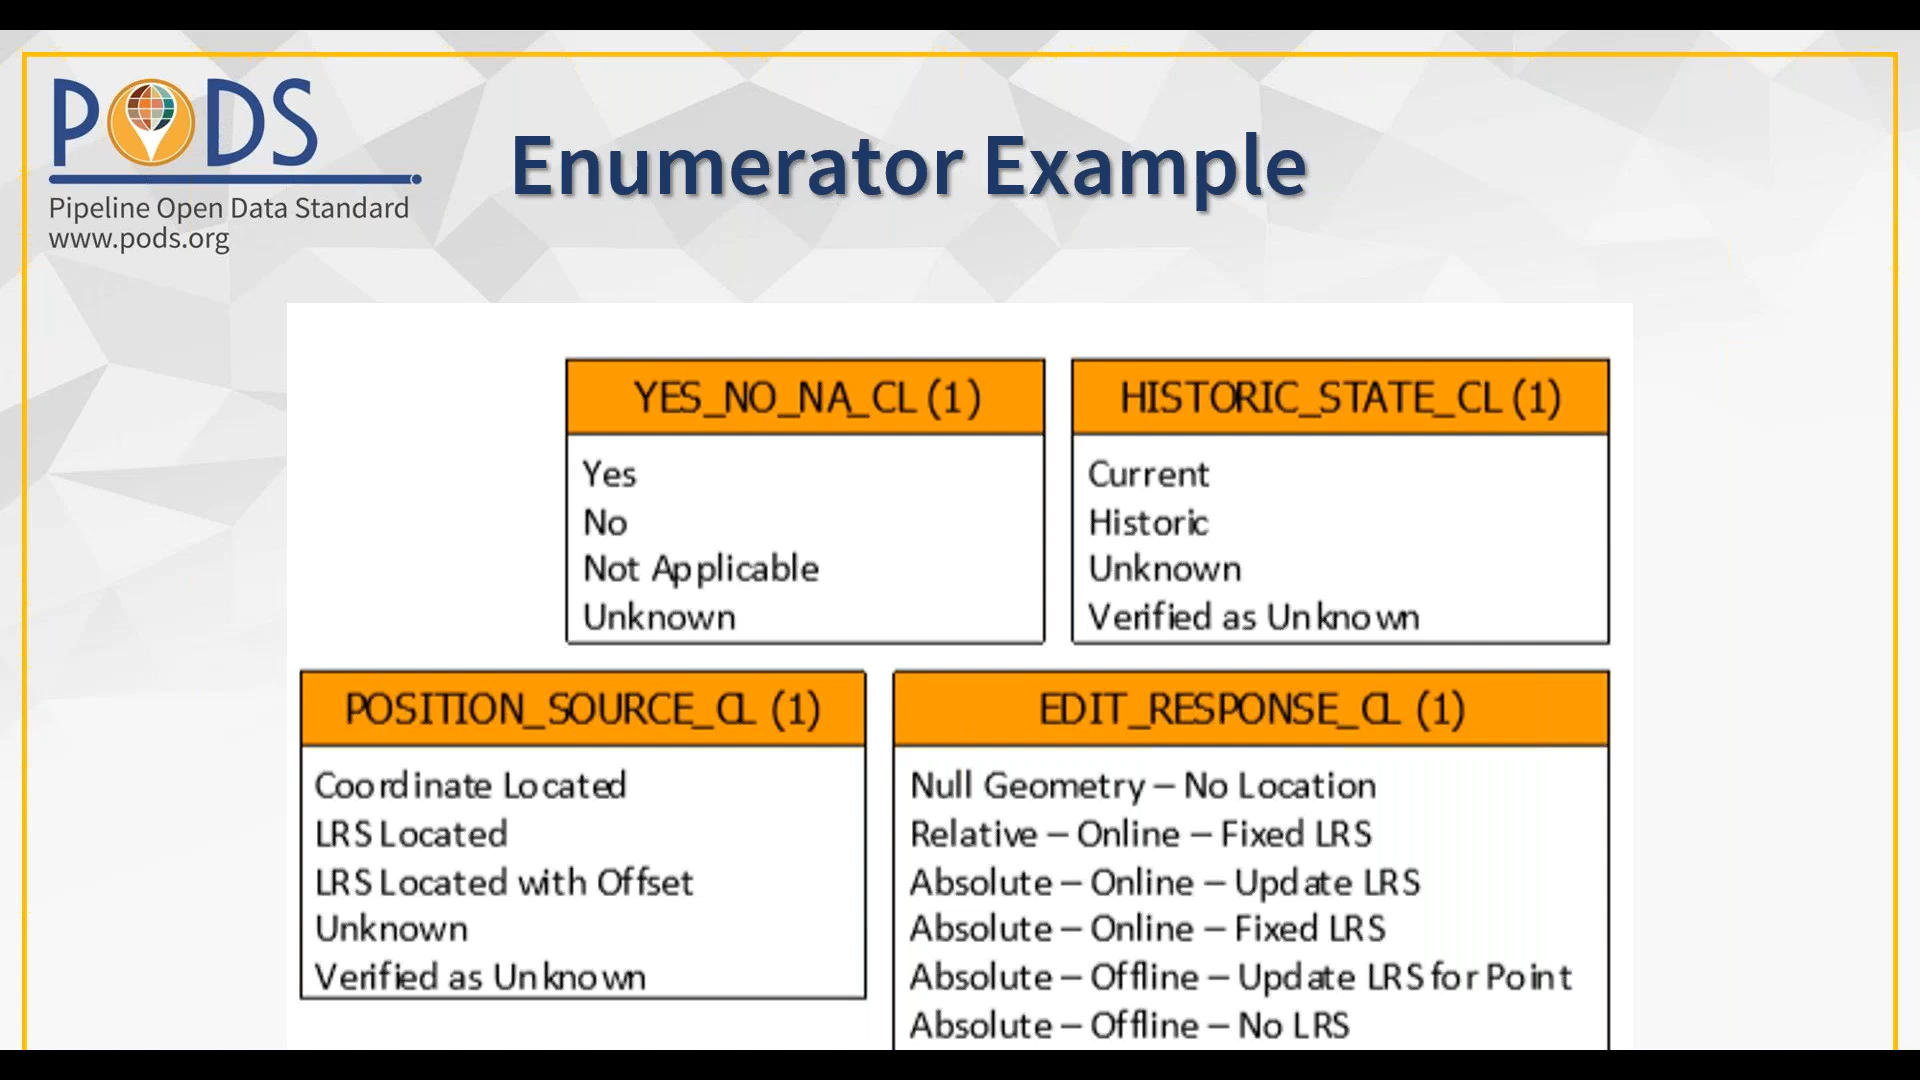 PODS
Pipeline Open Data Standard
www.pods.org
Enumerator Example
YES_NO_NA_CL (1)
Yes
No
Not Applicable
Unknown
HISTORIC_STATE_CL (1)
Current
Historic
Unknown
Verified as Unknown
POSITION_SOURCE_CL (1)
Coordinate Located
LRS Located
LRS Located with Offset
Unknown
Verified as Unknown
EDIT_RESPONSE_CL (1)
Null Geometry – No Location
Relative – Online – Fixed LRS
Absolute – Online – Update LRS
Absolute – Online – Fixed LRS
Absolute – Offline – Update LRS for Point
Absolute – Offline – No LRS